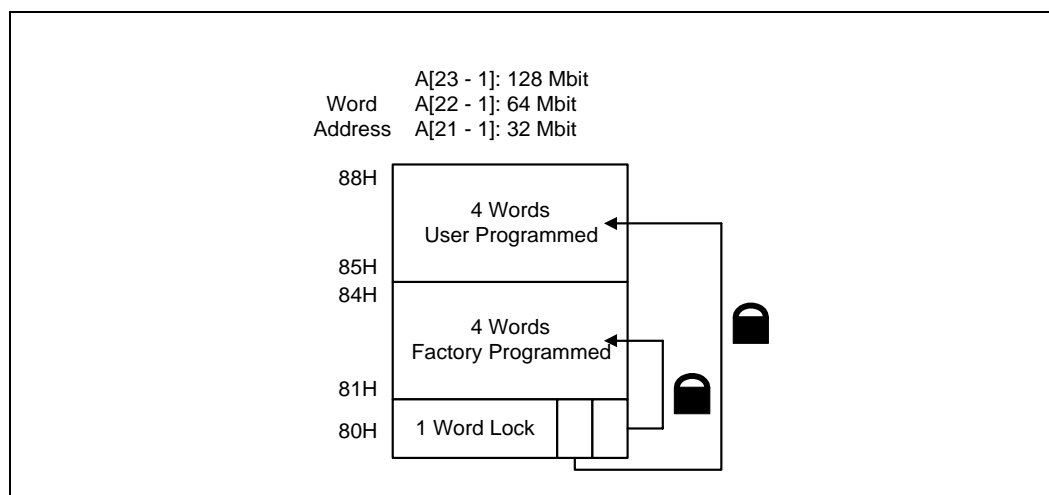 A[23 - 1]: 128 Mbit
Word A[22 - 1]: 64 Mbit
Address A[21 - 1]: 32 Mbit
88H
4 Words
User Programmed
85H
84H
4 Words
Factory Programmed
81H
80H 1 Word Lock